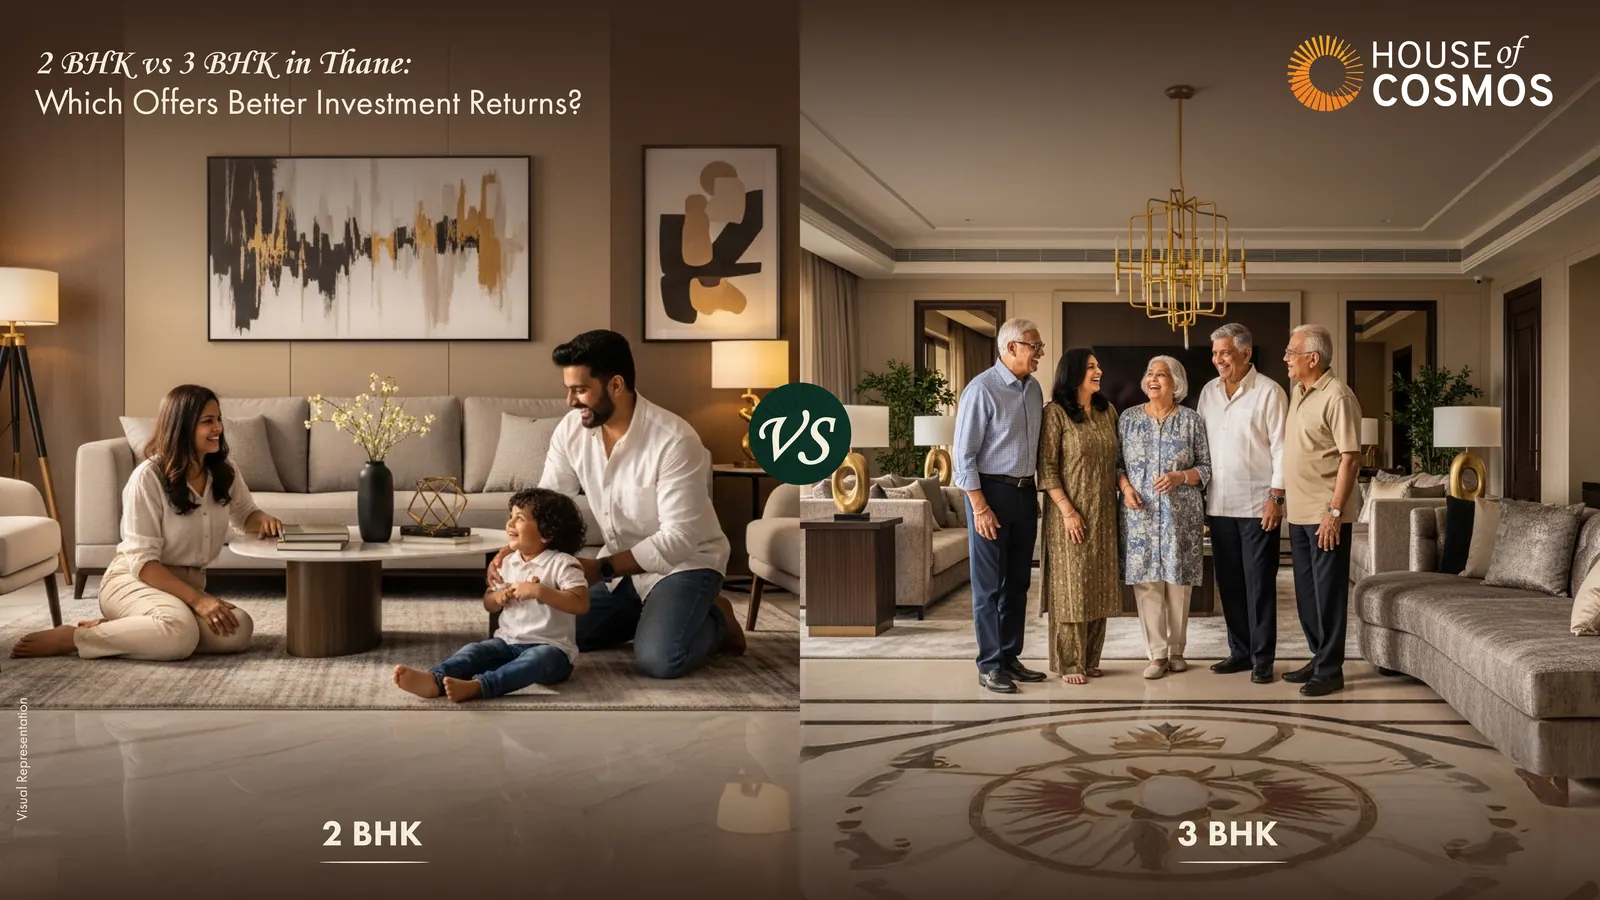 2 BHK vs 3 BHK in Thane:
Which Offers Better Investment Returns?
HOUSE of
COSMOS
VS
Visual Representation
2 BHK
3 BHK